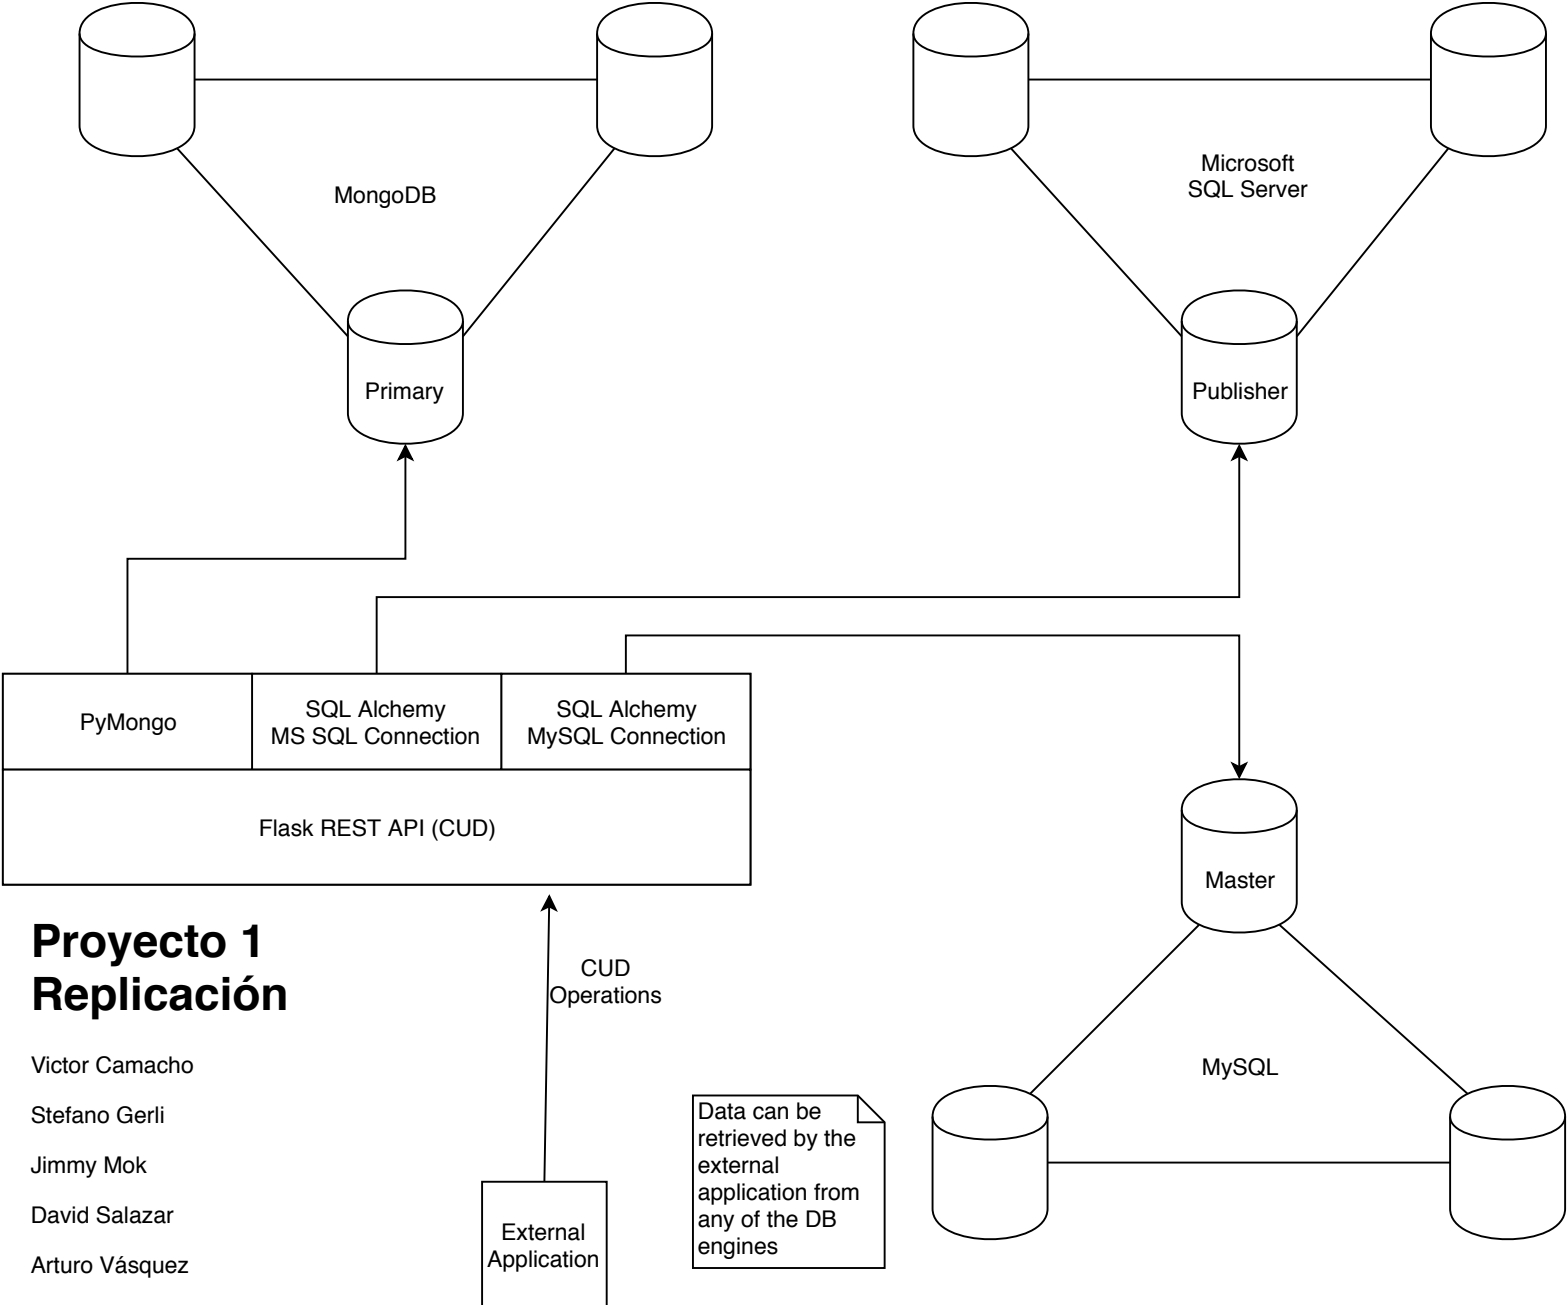 MongoDB
Microsoft
SQL Server
Primary
Publisher
PyMongo
SQL Alchemy
MS SQL Connection
SQL Alchemy
MySQL Connection
Flask REST API (CUD)
Master
Proyecto 1
Replicación
CUD
Operations
Victor Camacho
Stefano Gerli
Jimmy Mok
David Salazar
Arturo Vásquez
External
Application
Data can be
retrieved by the
external
application from
any of the DB
engines
MySQL